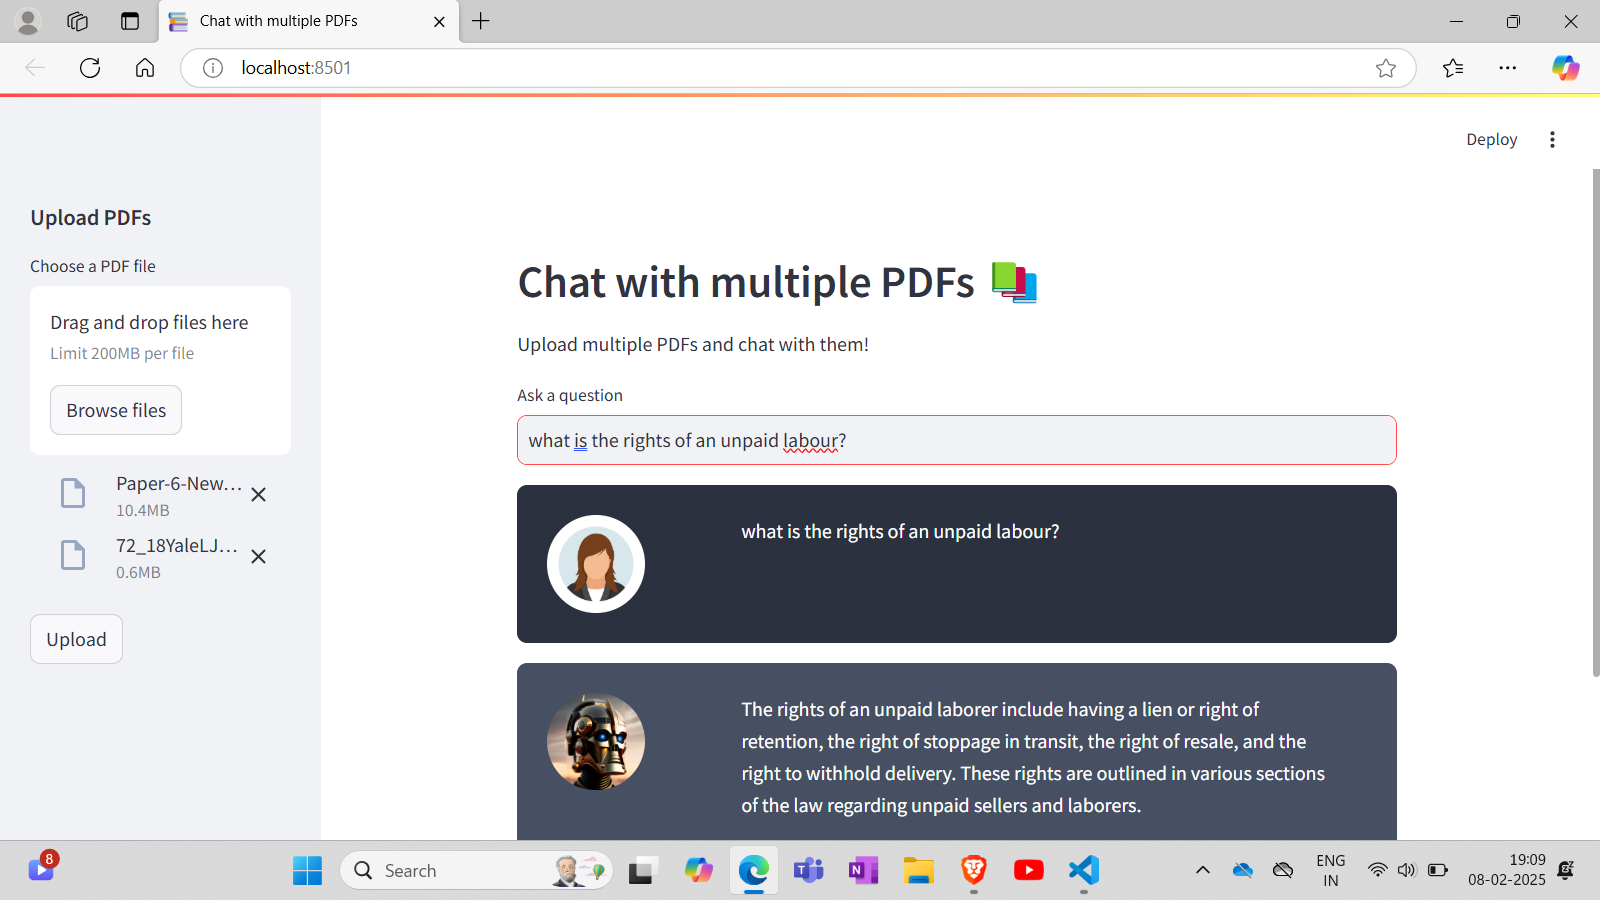 Chat with multiple PDFs
localhost:8501
Deploy
Upload PDFs
Choose a PDF file
Drag and drop files here
Limit 200MB per file
Browse files
Paper-6-New...
10.4MB
72_18YaleLJ...
0.6MB
Upload
Chat with multiple PDFs
Upload multiple PDFs and chat with them!
Ask a question
what is the rights of an unpaid labour?
what is the rights of an unpaid labour?
The rights of an unpaid laborer include having a lien or right of
retention, the right of stoppage in transit, the right of resale, and the
right to withhold delivery. These rights are outlined in various sections
of the law regarding unpaid sellers and laborers.
8
Search
N
ENG
IN
19:09
08-02-2025